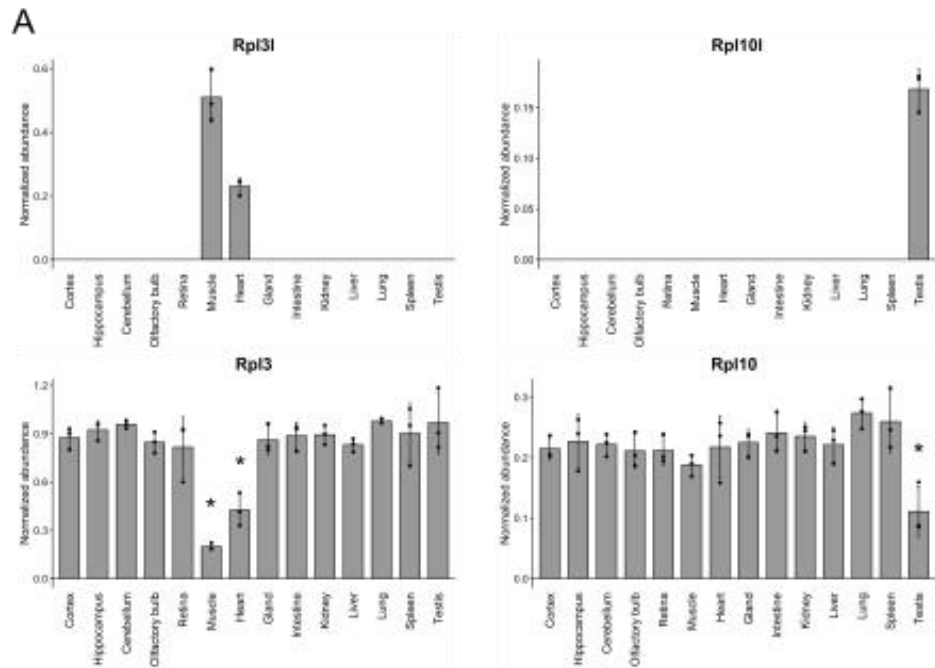 A
Rpl3l
Normalized abundance
0.6
0.4
0.2
0.0
Cortex
Hippocampus
Cerebellum
Olfactory bulb
Retina
Muscle
Heart
Gland
Intestine
Kidney
Liver
Lung
Spleen
Testis
Rpl10l
Normalized abundance
0.15
0.10
0.05
0.00
Cortex
Hippocampus
Cerebellum
Olfactory bulb
Retina
Muscle
Heart
Gland
Intestine
Kidney
Liver
Lung
Spleen
Testis
Rpl3
Normalized abundance
1.2
0.9
0.6
0.3
0.0
*
*
Cortex
Hippocampus
Cerebellum
Olfactory bulb
Retina
Muscle
Heart
Gland
Intestine
Kidney
Liver
Lung
Spleen
Testis
Rpl10
Normalized abundance
0.3
0.2
0.1
0.0
*
Cortex
Hippocampus
Cerebellum
Olfactory bulb
Retina
Muscle
Heart
Gland
Intestine
Kidney
Liver
Lung
Spleen
Testis